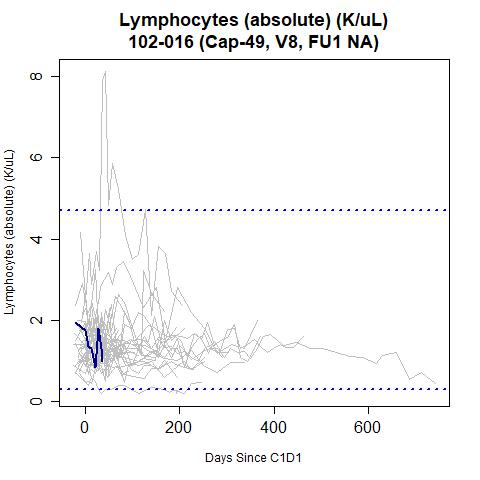 Lymphocytes (absolute) (K/uL)
102-016 (Cap-49, V8, FU1 NA)
Lymphocytes (absolute) (K/uL)
8
6
4
2
0
0 200 400 600
Days Since C1D1